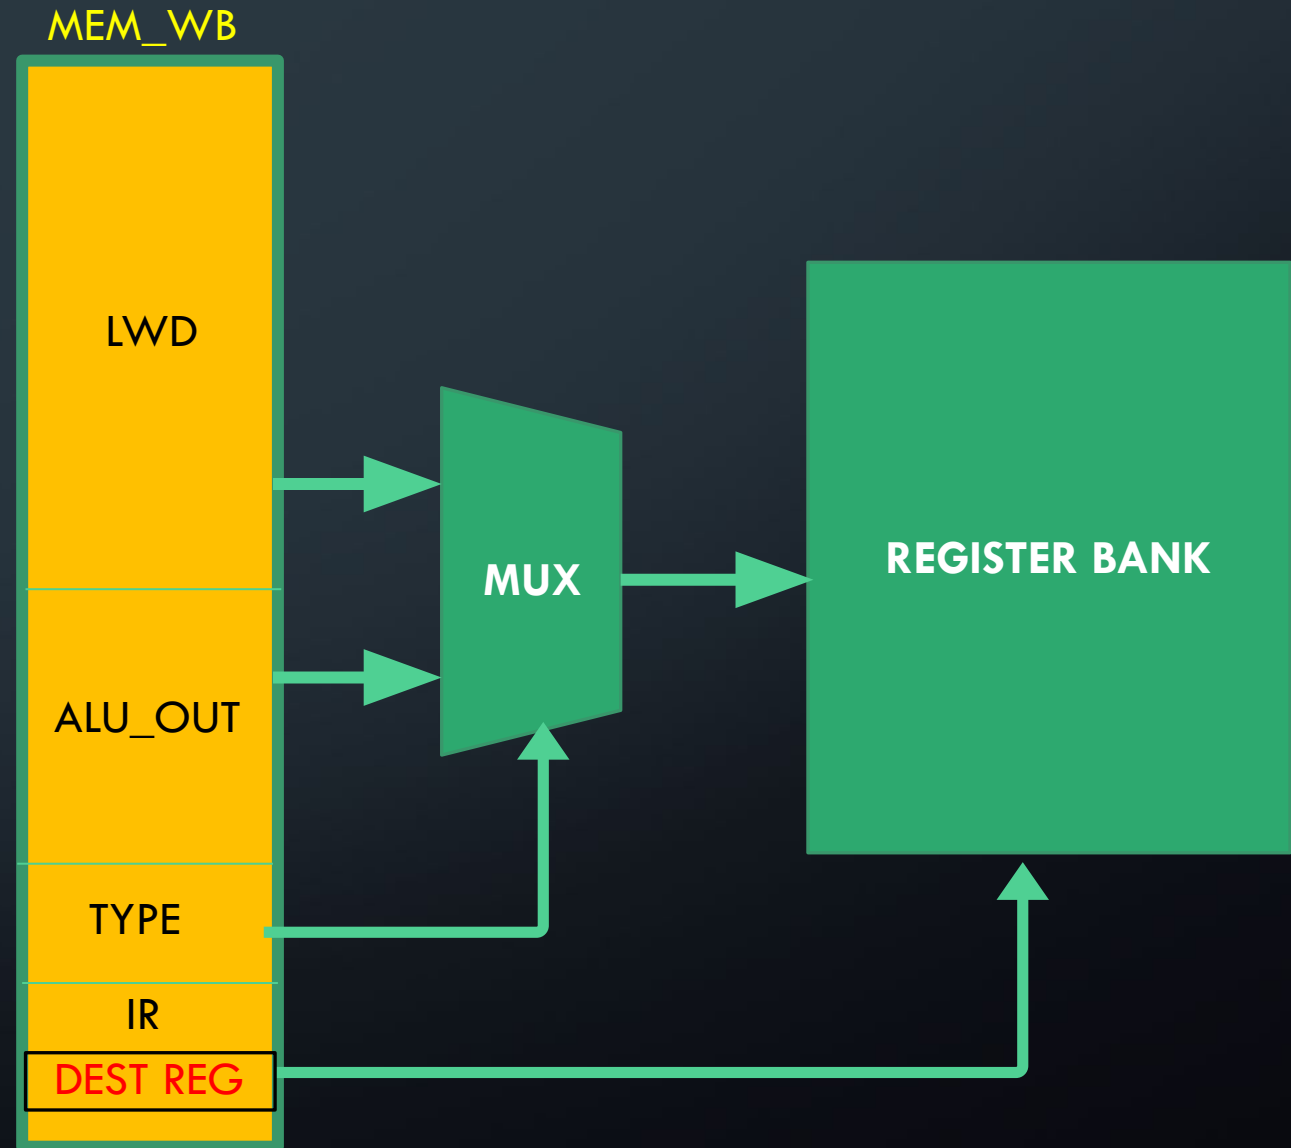 MEM_WB
LWD
MUX
REGISTER BANK
ALU_OUT
TYPE
IR
DEST REG